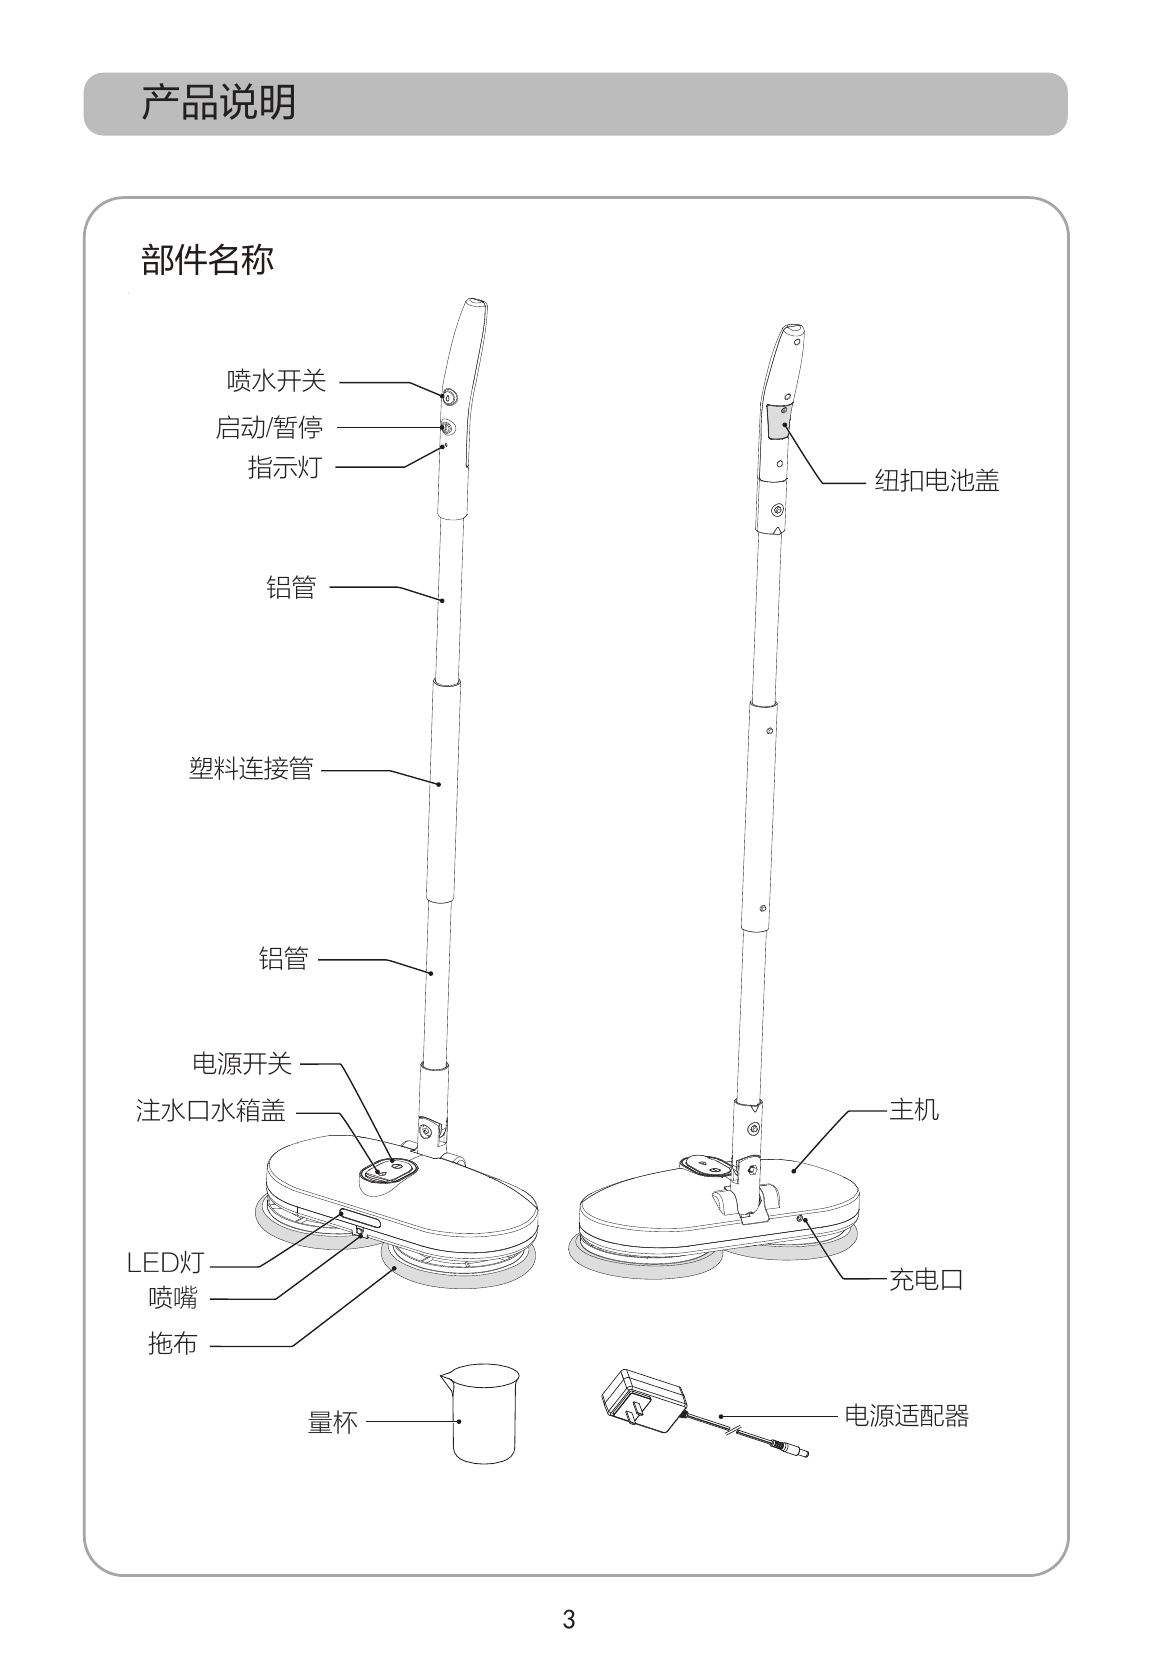 产品说明
部件名称
喷水开关
启动/暂停
指示灯
纽扣电池盖
铝管
塑料连接管
铝管
电源开关
注水口水箱盖
主机
LED灯
喷嘴
充电口
拖布
量杯
电源适配器
3